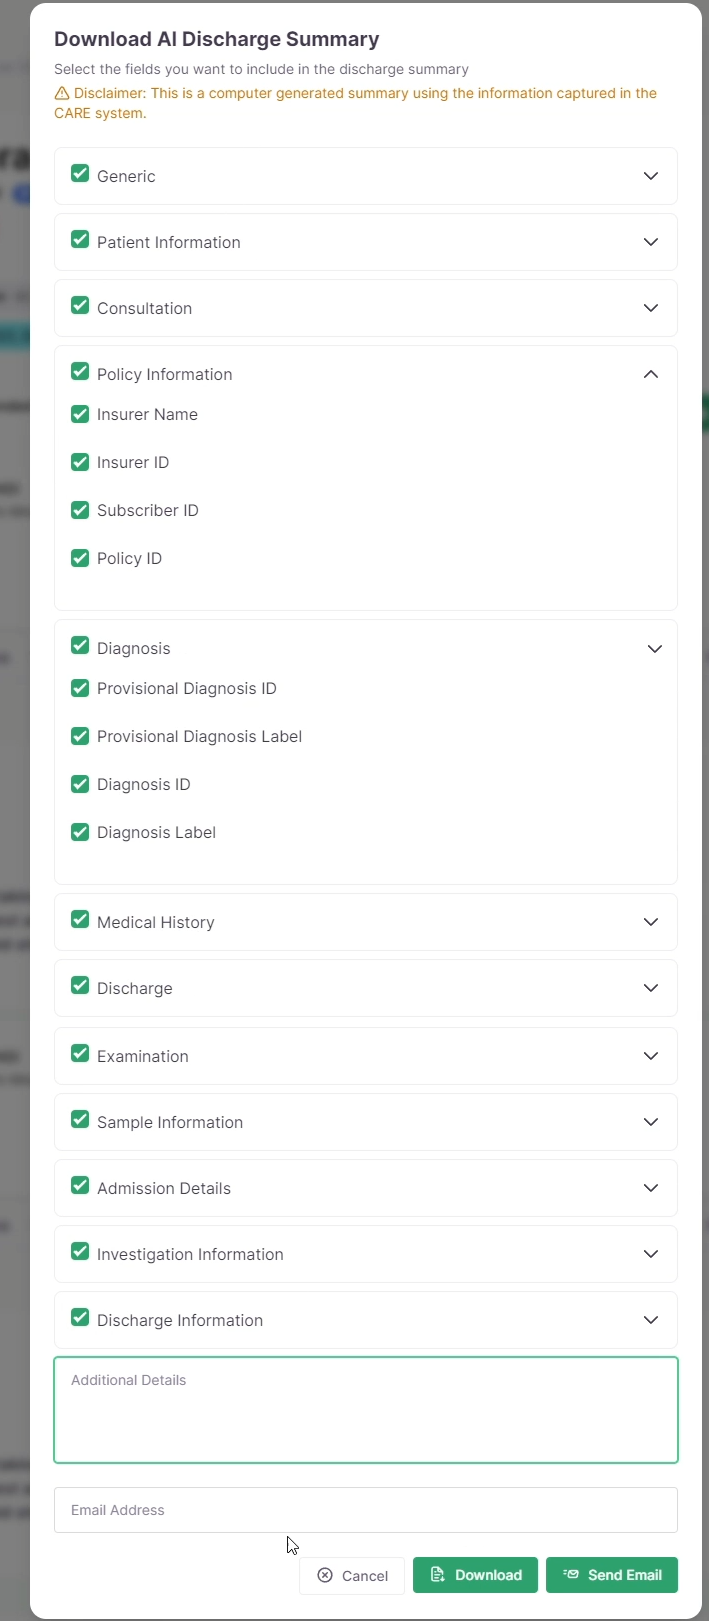 Download AI Discharge Summary
Select the fields you want to include in the discharge summary
Disclaimer: This is a computer generated summary using the information captured in the
CARE system.
Generic
Patient Information
Consultation
Policy Information
Insurer Name
Insurer ID
Subscriber ID
Policy ID
Diagnosis
Provisional Diagnosis ID
Provisional Diagnosis Label
Diagnosis ID
Diagnosis Label
Medical History
Discharge
Examination
Sample Information
Admission Details
Investigation Information
Discharge Information
Additional Details
Email Address
Cancel
Download
Send Email